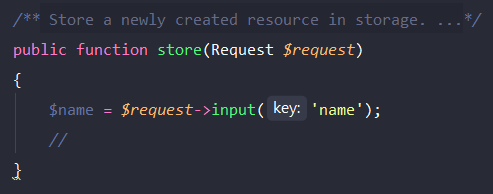 /** Store a newly created resource in storage. ...*/
public function store(Request $request)
{
    $name = $request->input( key: 'name');
    //
}